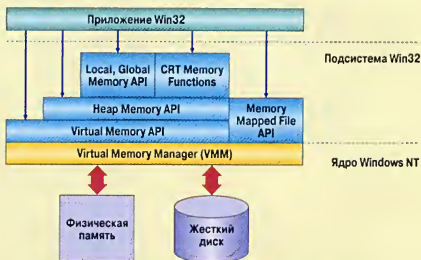 Приложение Win32
Подсистема Win32
Local, Global
Memory API
CRT Memory
Functions
Heap Memory API
Memory
Mapped File
API
Virtual Memory API
Virtual Memory Manager (VMM)
Ядро Windows NT
Физическая
память
Жесткий
диск